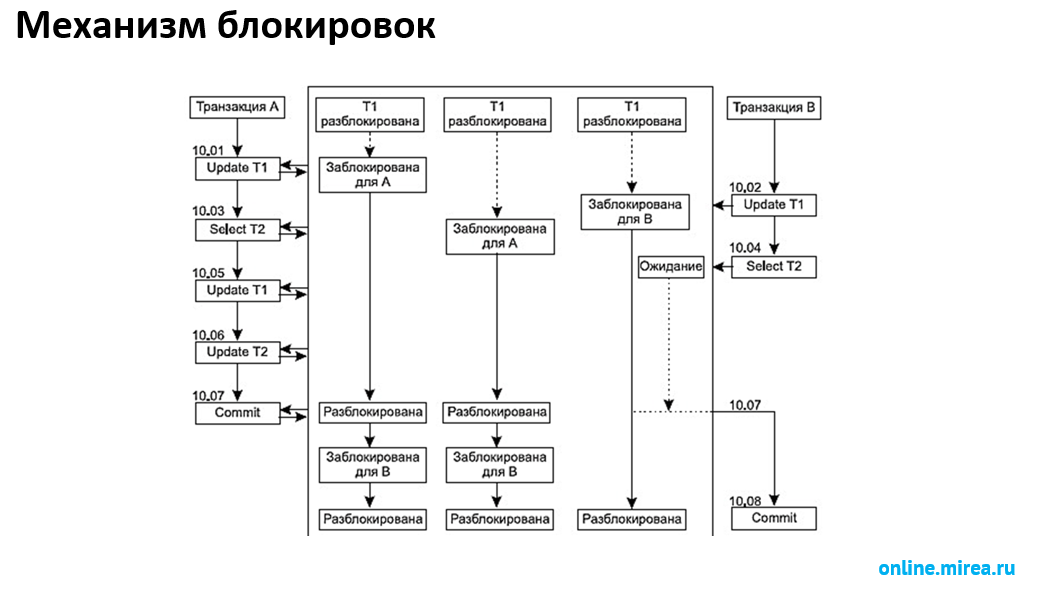 Механизм блокировок
Транзакция А
Т1
разблокирована
Т1
разблокирована
Т1
разблокирована
Транзакция В
10.01
Update T1
Заблокирована
для А
10.02
Update T1
Заблокирована
для В
10.03
Select T2
Заблокирована
для А
10.04
Select T2
Ожидание
10.05
Update T1
10.06
Update T2
10.07
Commit
Разблокирована
Разблокирована
10.07
Заблокирована
для В
Заблокирована
для В
Разблокирована
Разблокирована
Разблокирована
10.08
Commit
online.mirea.ru